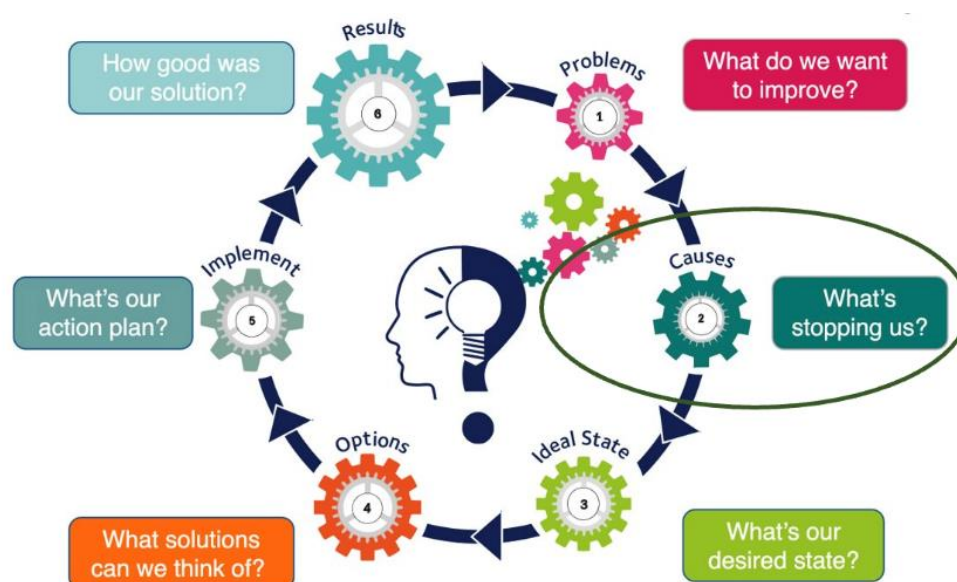 Results
6
How good was
our solution?
Problems
1
What do we want
to improve?
Causes
2
What's
stopping us?
Ideal State
3
What's our
desired state?
Options
4
What solutions
can we think of?
Implement
5
What's our
action plan?